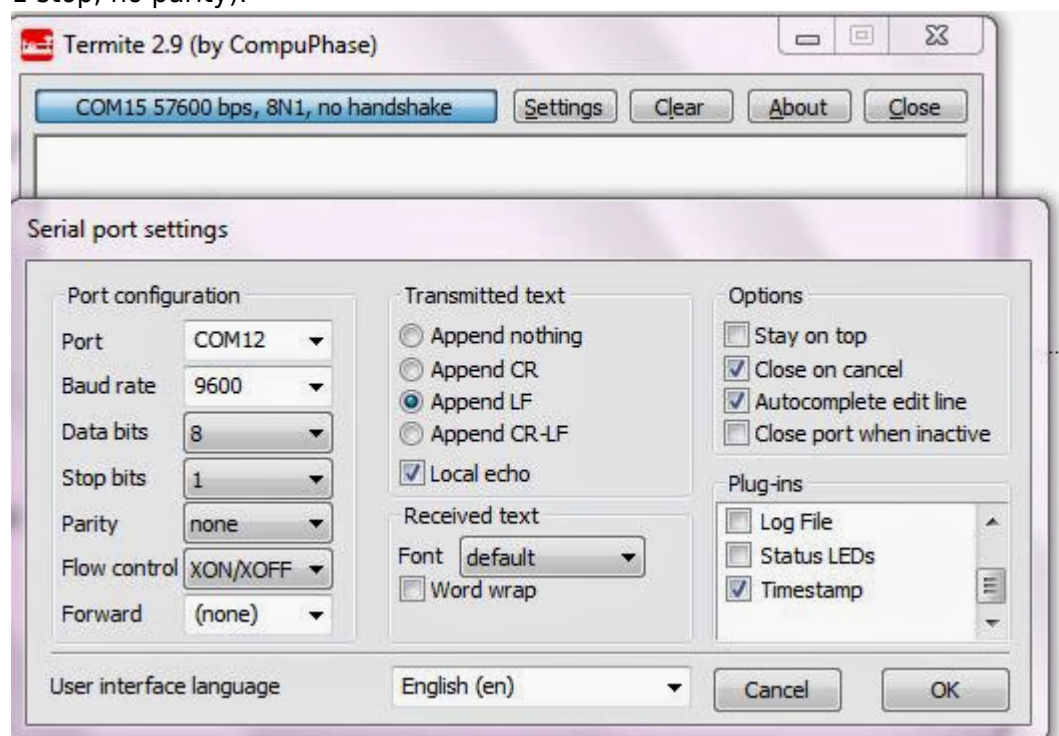 1 stop, no parity).
Termite 2.9 (by CompuPhase)
COM15 57600 bps, 8N1, no handshake Settings Clear About Close
Serial port settings
Port configuration
Port COM12
Baud rate 9600
Data bits 8
Stop bits 1
Parity none
Flow control XON/XOFF
Forward (none)
Transmitted text
Append nothing
Append CR
Append LF
Append CR-LF
Local echo
Received text
Font default
Word wrap
Options
Stay on top
Close on cancel
Autocomplete edit line
Close port when inactive
Plug-ins
Log File
Status LEDs
Timestamp
User interface language English (en) Cancel OK